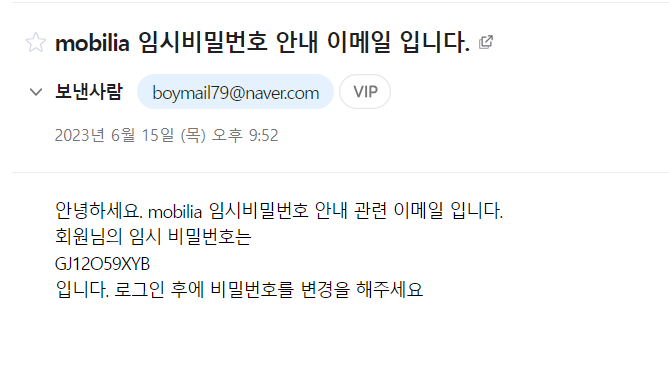 mobilia 임시비밀번호 안내 이메일 입니다.
보낸사람 boymail79@naver.com VIP
2023년 6월 15일 (목) 오후 9:52
안녕하세요. mobilia 임시비밀번호 안내 관련 이메일 입니다.
회원님의 임시 비밀번호는
GJ12O59XYB
입니다. 로그인 후에 비밀번호를 변경을 해주세요